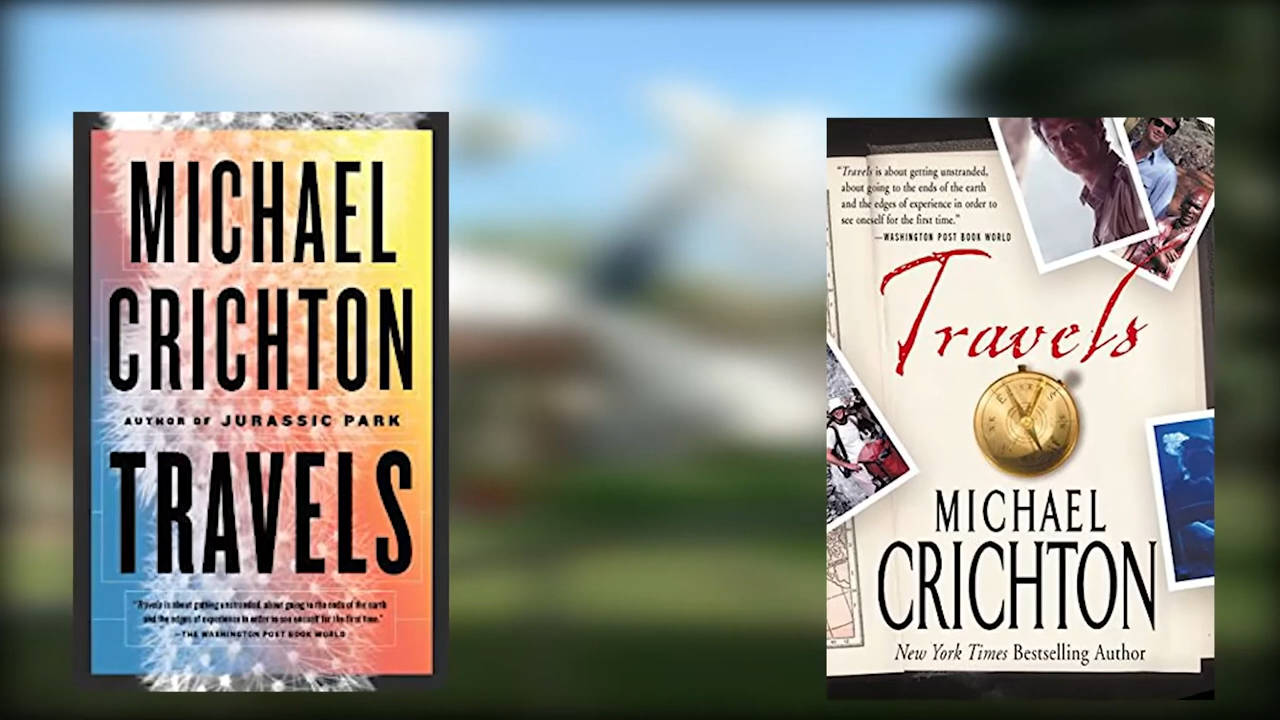 MICHAEL
CRICHTON
AUTHOR OF JURASSIC PARK
TRAVELS
"Travels is about getting unstranded, about going to the ends of the earth
and the edges of experience in order to see oneself for the first time."
—THE WASHINGTON POST BOOK WORLD
"Travels is about getting unstranded,
about going to the ends of the earth
and the edges of experience in order to
see oneself for the first time."
—WASHINGTON POST BOOK WORLD
Travels
MICHAEL
CRICHTON
New York Times Bestselling Author